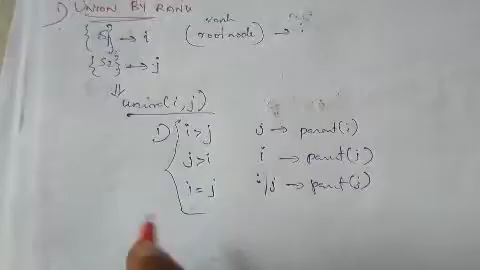 1) UNION BY RANK
{S1} → i rank (root node) → i
{S2} → j
⇓
union(i, j)
1) i > j j → parent(i)
j > i i → parent(j)
i = j i/j → parent(j)